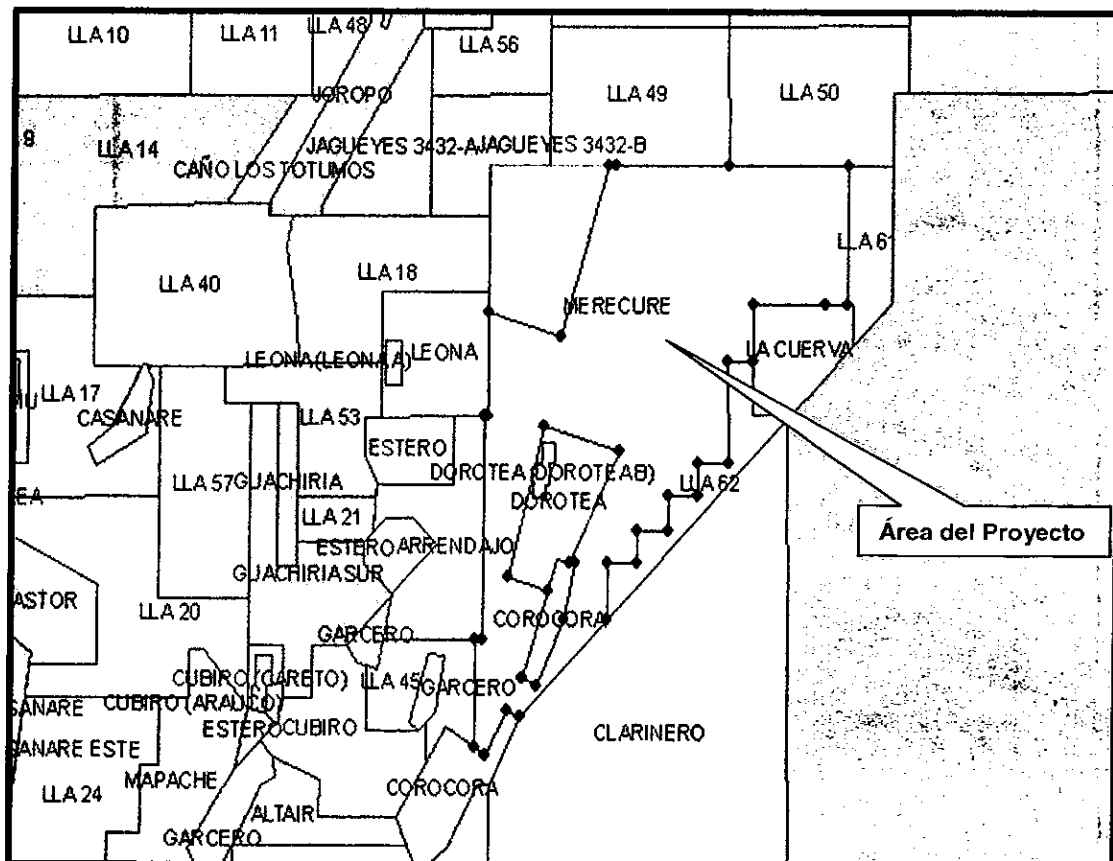 LLA 10
LLA 11
LLA 48
LLA 56
LLA 49
LLA 50
JOROPO
9
LLA 14
JAGUEYES 3432-A
JAGUEYES 3432-B
CAÑO LOS TOTUMOS
LLA 61
LLA 40
LLA 18
MERECURE
LEONA (LEONA A)
LEONA
LA CUERVA
LLA 17
CASANARE
LLA 53
ESTERO
DOROTEA (DOROTEA B)
DOROTEA
LLA 57
GUACHIRIA
LLA 62
LLA 21
Área del Proyecto
ESTERO
ARRENDAJO
GUACHIRIA SUR
ASTOR
LLA 20
COROCORA
GARCERO
CUBIRO (CARETO)
LLA 45
GARCERO
CUBIRO (ARAUCO)
SANARE
ESTERO
CUBIRO
CLARINERO
SANARE ESTE
MAPACHE
LLA 24
COROCORA
ALTAIR
GARCERO